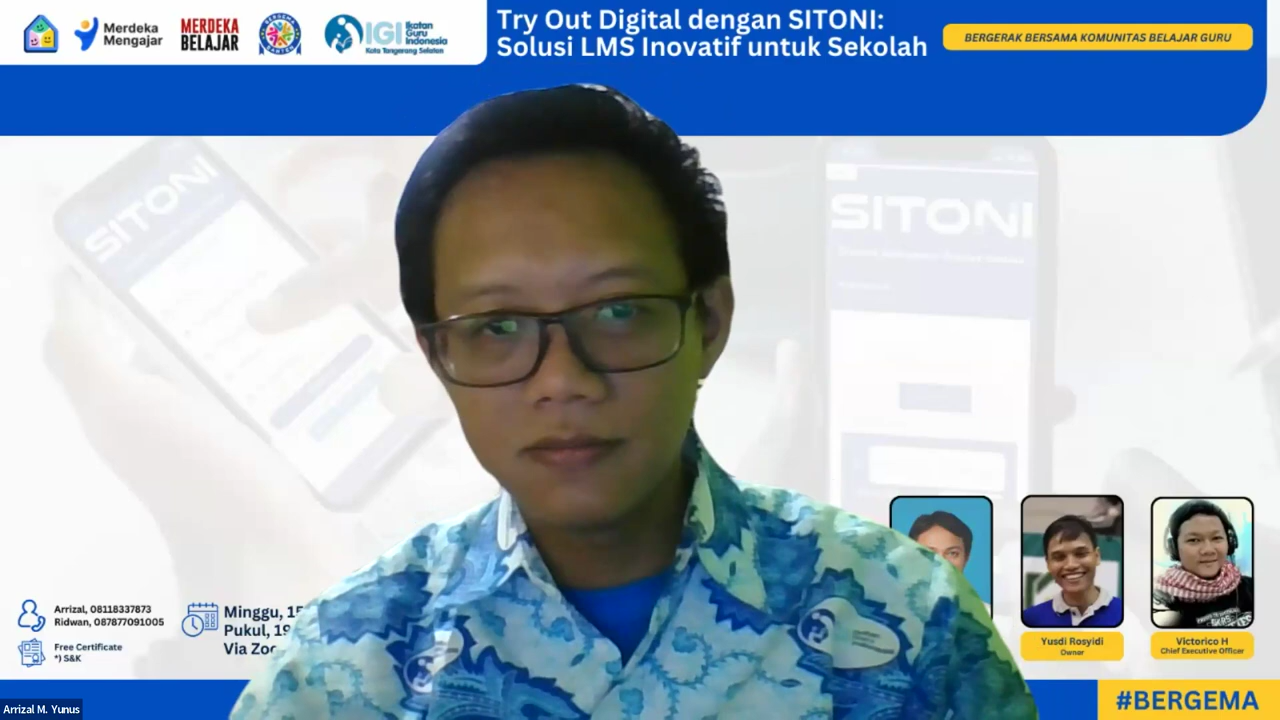 Merdeka
Mengajar
MERDEKA
BELAJAR
BERGEMA
BANTEN
IGI
Ikatan
Guru
Indonesia
Kota Tangerang Selatan
Try Out Digital dengan SITONI:
Solusi LMS Inovatif untuk Sekolah
BERGERAK BERSAMA KOMUNITAS BELAJAR GURU
SITONI
SITONI
Arrizal, 08118337873
Ridwan, 087877091005
Free Certificate
*) S&K
Minggu, 15
Pukul, 19
Via
Yusdi Rosyidi
Owner
Victorico H
Chief Executive Officer
#BERGEMA
Arrizal M. Yunus